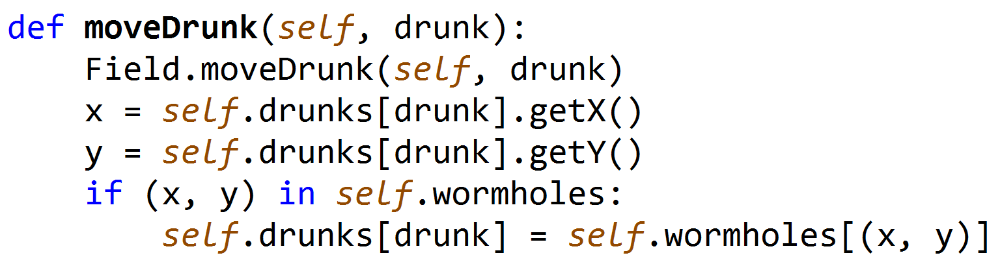 def moveDrunk(self, drunk):
    Field.moveDrunk(self, drunk)
    x = self.drunks[drunk].getX()
    y = self.drunks[drunk].getY()
    if (x, y) in self.wormholes:
        self.drunks[drunk] = self.wormholes[(x, y)]